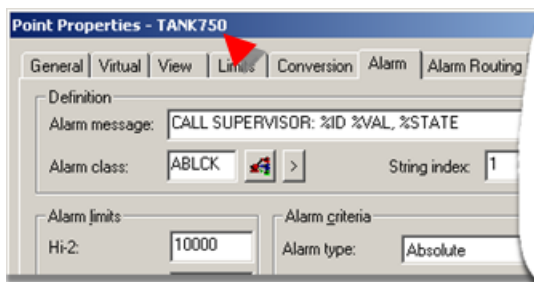 Point Properties - TANK750
General Virtual View Limits Conversion Alarm Alarm Routing
Definition
Alarm message: CALL SUPERVISOR: %ID %VAL, %STATE
Alarm class: ABLCK > String index: 1
Alarm limits Alarm criteria
Hi-2: 10000 Alarm type: Absolute